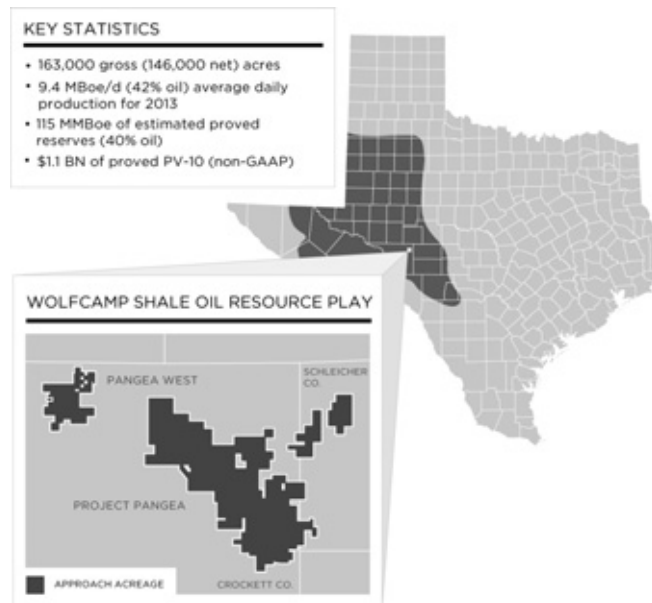 KEY STATISTICS
• 163,000 gross (146,000 net) acres
• 9.4 MBoe/d (42% oil) average daily
production for 2013
• 115 MMBoe of estimated proved
reserves (40% oil)
• $1.1 BN of proved PV-10 (non-GAAP)
WOLFCAMP SHALE OIL RESOURCE PLAY
PANGEA WEST
SCHLEICHER
CO.
PROJECT PANGEA
APPROACH ACREAGE
CROCKETT CO.